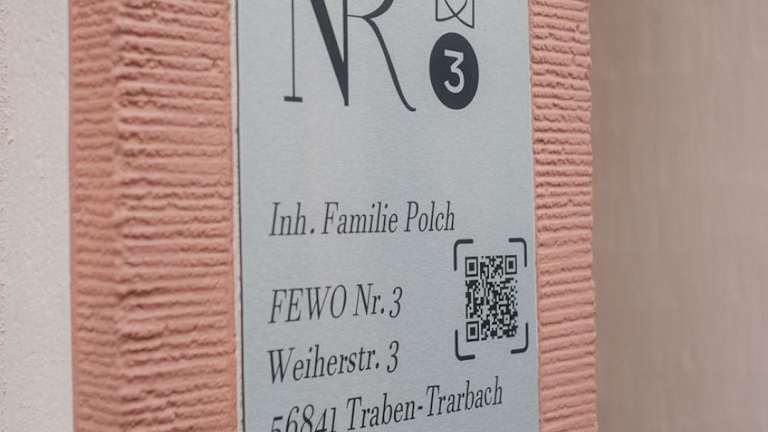 NR
3
Inh. Familie Polch
FEWO Nr. 3
Weiherstr. 3
56841 Traben-Trarbach